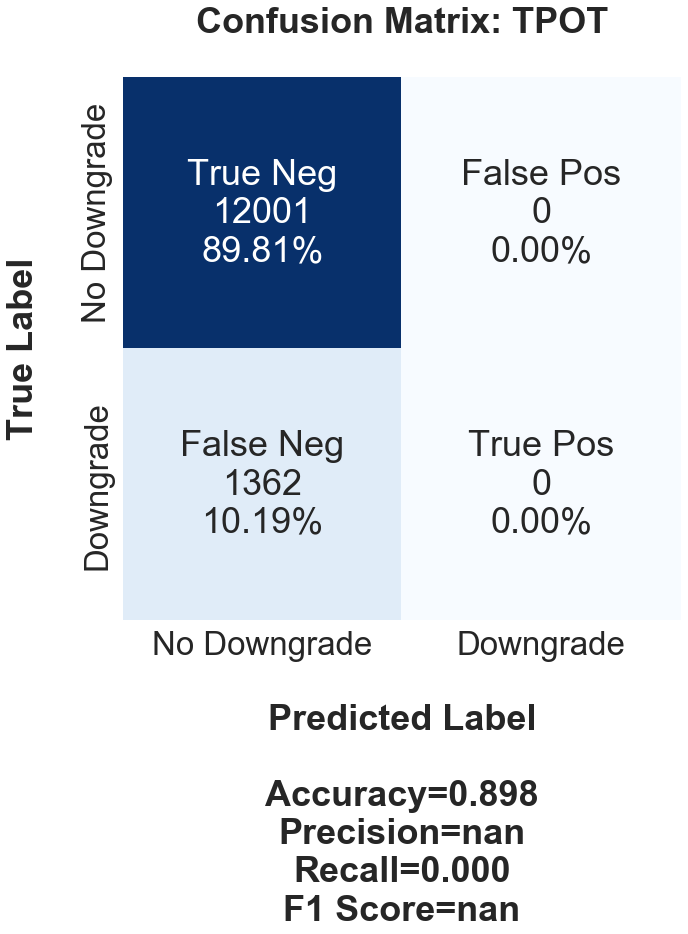 Confusion Matrix: TPOT
True Label
No Downgrade
True Neg
12001
89.81%
False Pos
0
0.00%
Downgrade
False Neg
1362
10.19%
True Pos
0
0.00%
No Downgrade
Downgrade
Predicted Label
Accuracy=0.898
Precision=nan
Recall=0.000
F1 Score=nan